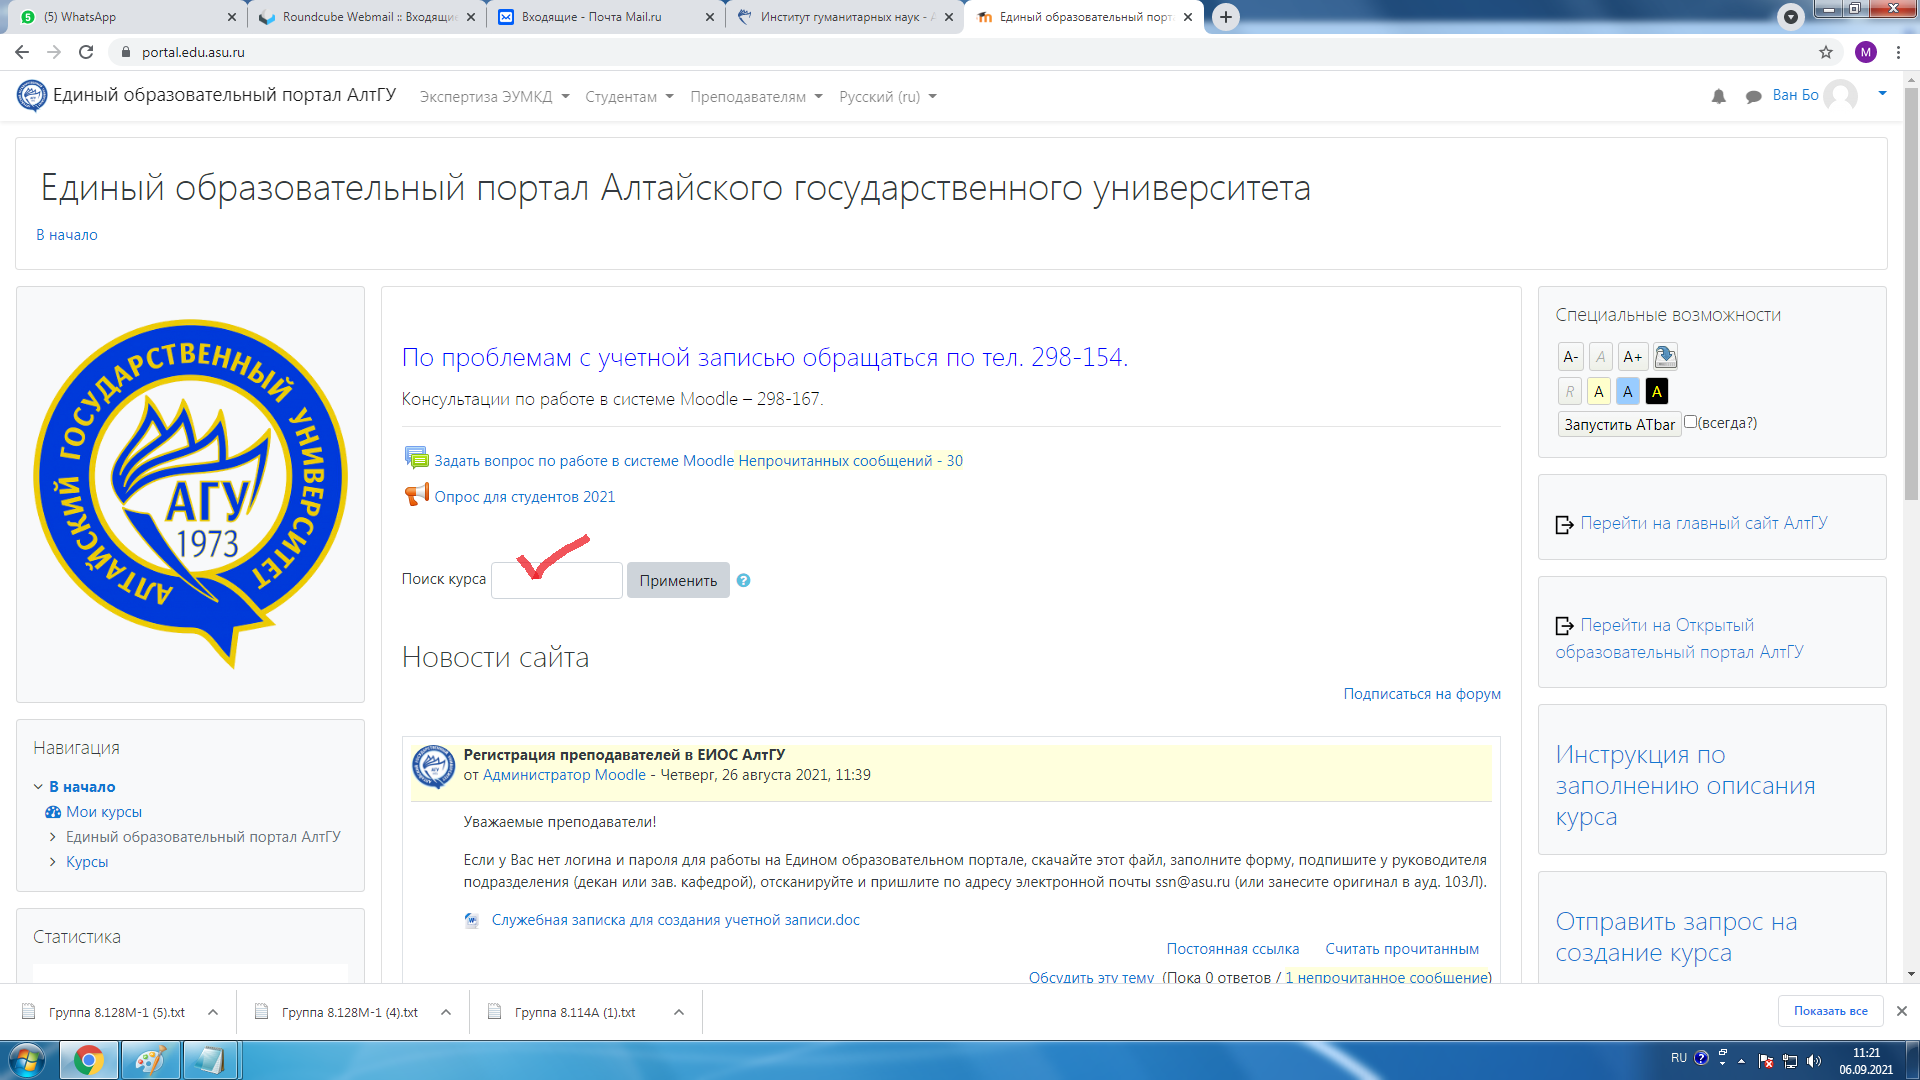 (5) WhatsApp
Roundcube Webmail :: Входящие
Входящие - Почта Mail.ru
Институт гуманитарных наук -
Единый образовательный порт
portal.edu.asu.ru
M
Единый образовательный портал АлтГУ
Экспертиза ЭУМКД
Студентам
Преподавателям
Русский (ru)
Ван Бо
Единый образовательный портал Алтайского государственного университета
В начало
АЛТАЙСКИЙ ГОСУДАРСТВЕННЫЙ УНИВЕРСИТЕТ
АГУ
1973
Навигация
В начало
Мои курсы
Единый образовательный портал АлтГУ
Курсы
Статистика
По проблемам с учетной записью обращаться по тел. 298-154.
Консультации по работе в системе Moodle – 298-167.
Задать вопрос по работе в системе Moodle Непрочитанных сообщений - 30
Опрос для студентов 2021
Поиск курса
Применить
Новости сайта
Подписаться на форум
Регистрация преподавателей в ЕИОС АлтГУ
от Администратор Moodle - Четверг, 26 августа 2021, 11:39
Уважаемые преподаватели!
Если у Вас нет логина и пароля для работы на Едином образовательном портале, скачайте этот файл, заполните форму, подпишите у руководителя
подразделения (декан или зав. кафедрой), отсканируйте и пришлите по адресу электронной почты ssn@asu.ru (или занесите оригинал в ауд. 103Л).
Служебная записка для создания учетной записи.doc
Постоянная ссылка
Считать прочитанным
Обсудить эту тему (Пока 0 ответов / 1 непрочитанное сообщение)
Специальные возможности
A- A A+
R A A A
Запустить ATbar (всегда?)
Перейти на главный сайт АлтГУ
Перейти на Открытый
образовательный портал АлтГУ
Инструкция по
заполнению описания
курса
Отправить запрос на
создание курса
Группа 8.128М-1 (5).txt
Группа 8.128М-1 (4).txt
Группа 8.114А (1).txt
Показать все
RU
11:21
06.09.2021